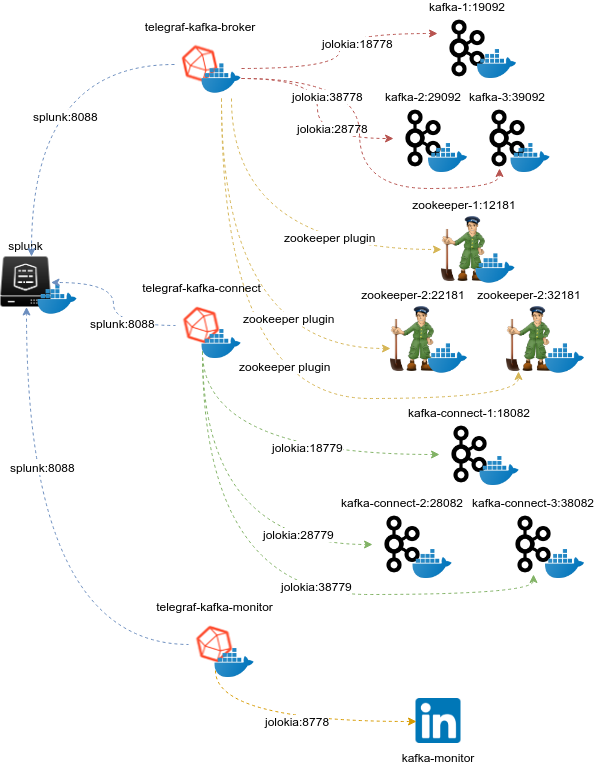 kafka-1:19092
telegraf-kafka-broker
jolokia:18778
jolokia:38778
kafka-2:29092
kafka-3:39092
splunk:8088
jolokia:28778
zookeeper-1:12181
zookeeper plugin
splunk
telegraf-kafka-connect
zookeeper-2:22181
zookeeper-2:32181
splunk:8088
zookeeper plugin
zookeeper plugin
kafka-connect-1:18082
jolokia:18779
splunk:8088
kafka-connect-2:28082
kafka-connect-3:38082
jolokia:28779
jolokia:38779
telegraf-kafka-monitor
in
jolokia:8778
kafka-monitor